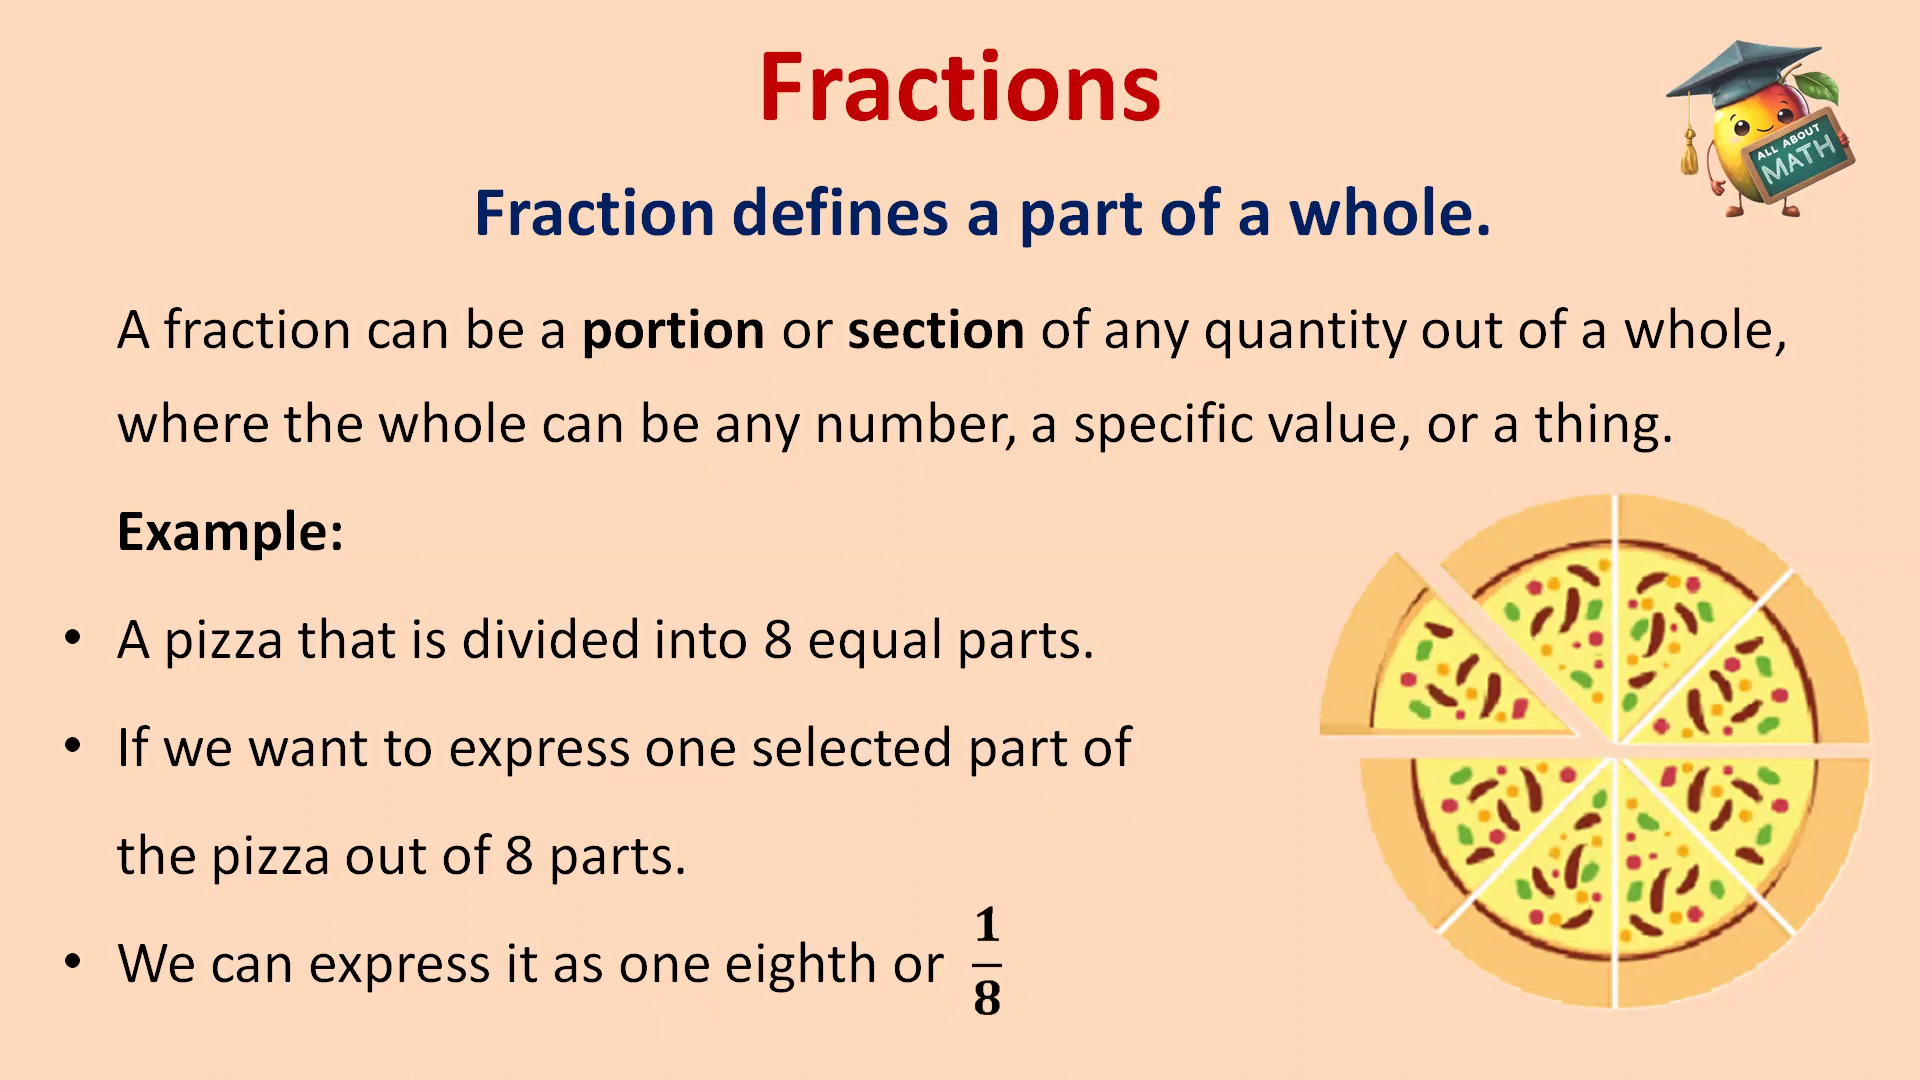 Fractions
ALL ABOUT
MATH
Fraction defines a part of a whole.
A fraction can be a portion or section of any quantity out of a whole,
where the whole can be any number, a specific value, or a thing.
Example:
• A pizza that is divided into 8 equal parts.
• If we want to express one selected part of
the pizza out of 8 parts.
• We can express it as one eighth or 1/8